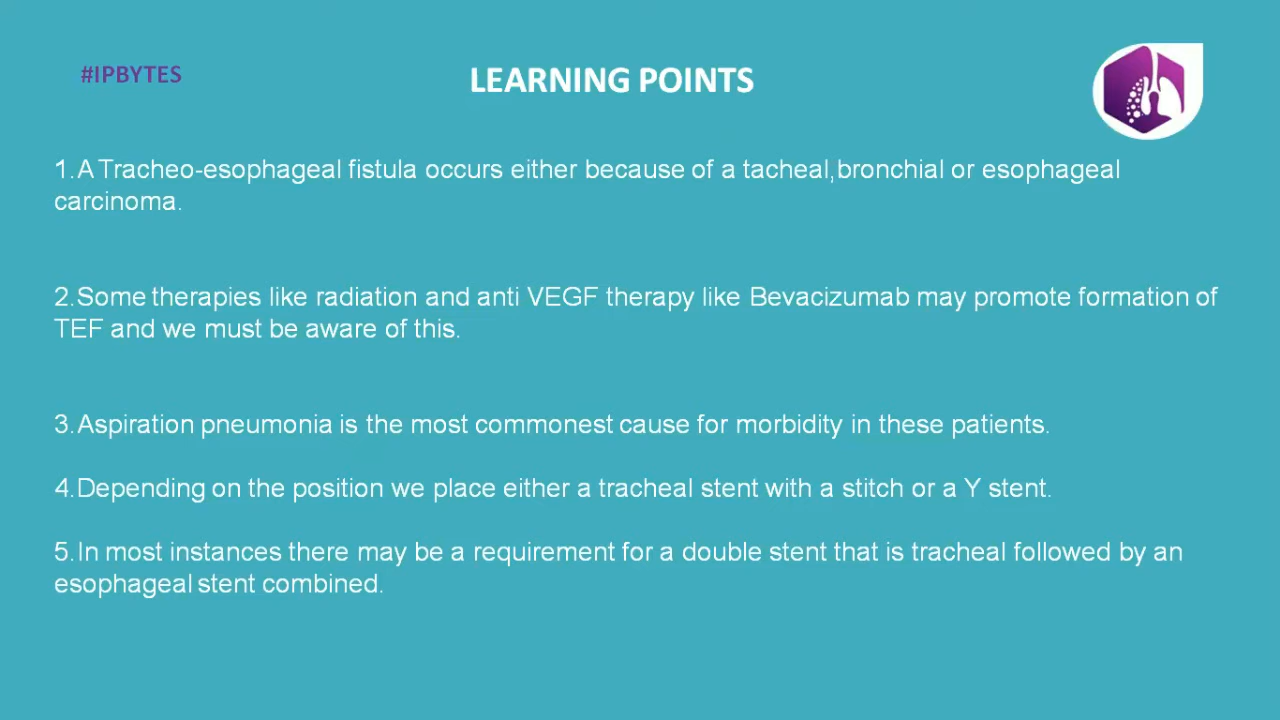 #IPBYTES
LEARNING POINTS
1.A Tracheo-esophageal fistula occurs either because of a tacheal,bronchial or esophageal
carcinoma.
2.Some therapies like radiation and anti VEGF therapy like Bevacizumab may promote formation of
TEF and we must be aware of this.
3.Aspiration pneumonia is the most commonest cause for morbidity in these patients.
4.Depending on the position we place either a tracheal stent with a stitch or a Y stent.
5.In most instances there may be a requirement for a double stent that is tracheal followed by an
esophageal stent combined.